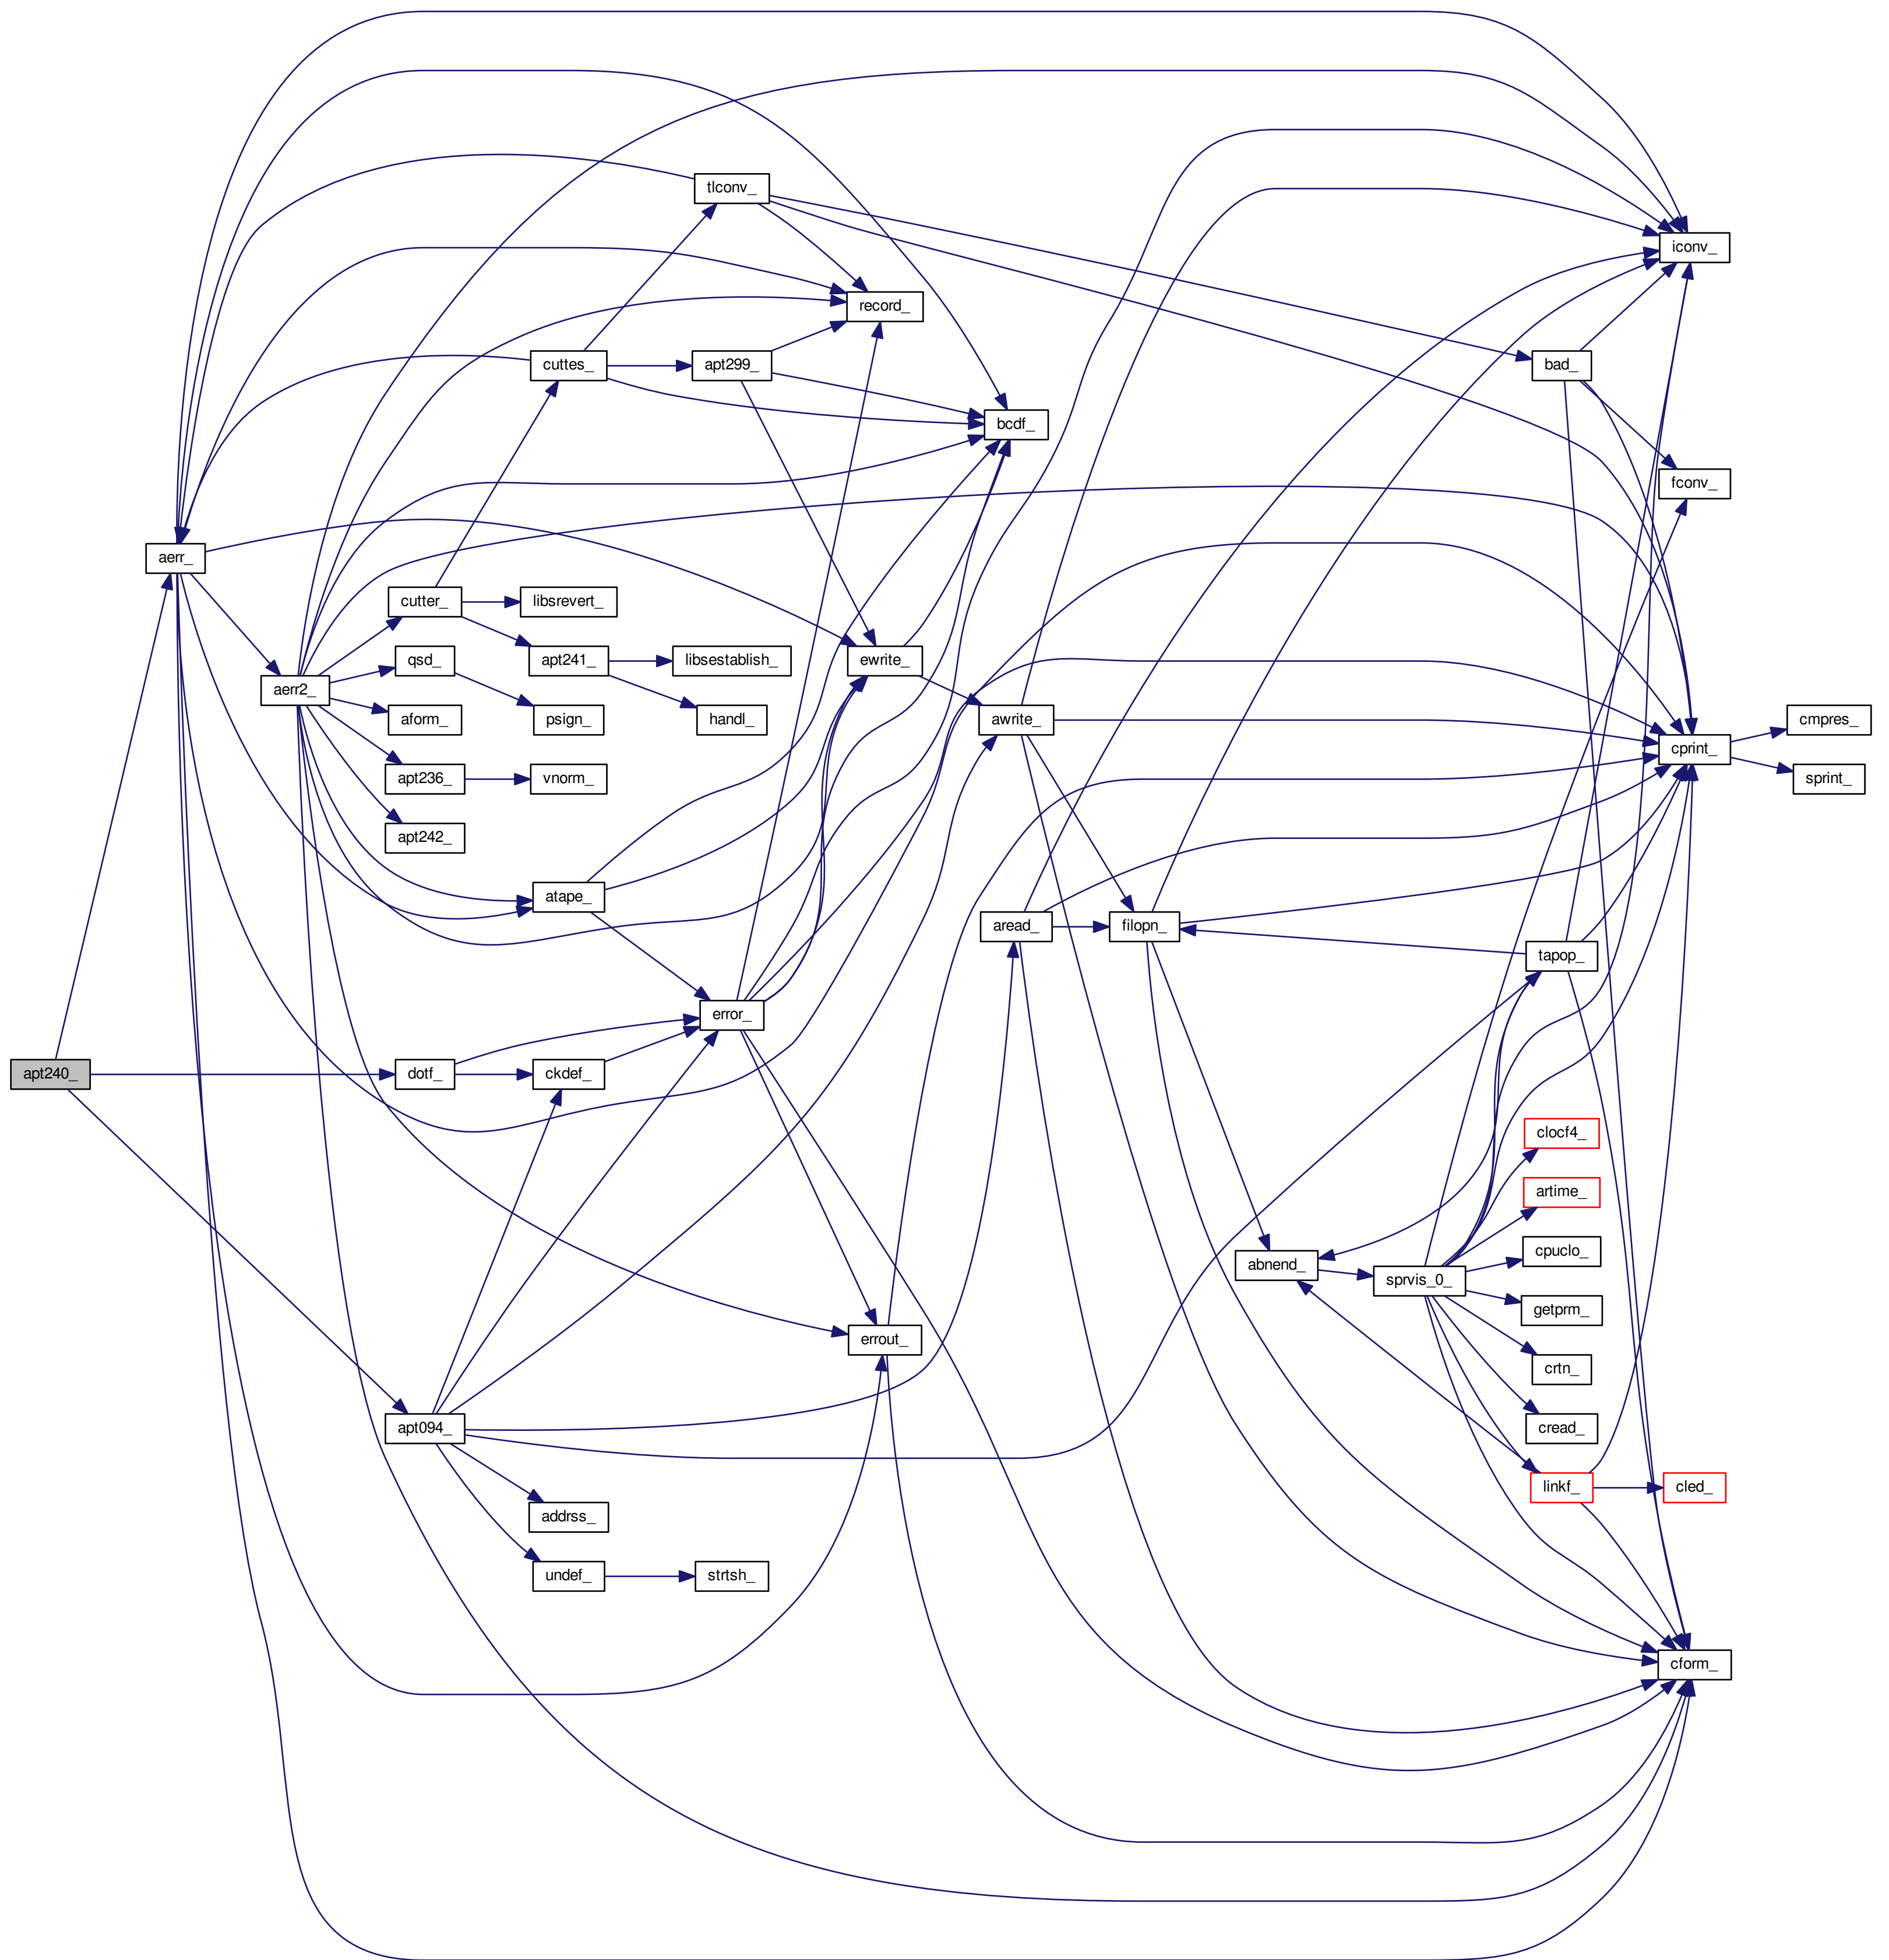 tlconv_
iconv_
record_
cuttes_
apt299_
bad_
bcdf_
fconv_
aerr_
cutter_
libsrevert_
qsd_
apt241_
libsestablish_
ewrite_
aerr2_
aform_
psign_
handl_
awrite_
cmpres_
cprint_
apt236_
vnorm_
sprint_
apt242_
atape_
aread_
filopn_
tapop_
error_
apt240_
dotf_
ckdef_
clocf4_
artime_
cpuclo_
abnend_
sprvis_0_
getprm_
errout_
crtn_
apt094_
cread_
linkf_
cled_
addrss_
undef_
strtsh_
cform_